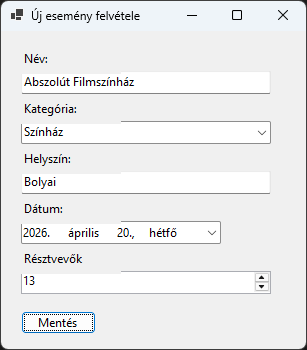 Új esemény felvétele
Név:
Abszolút Filmszínház
Kategória:
Színház
Helyszín:
Bolyai
Dátum:
2026. április 20., hétfő
Résztvevők
13
Mentés